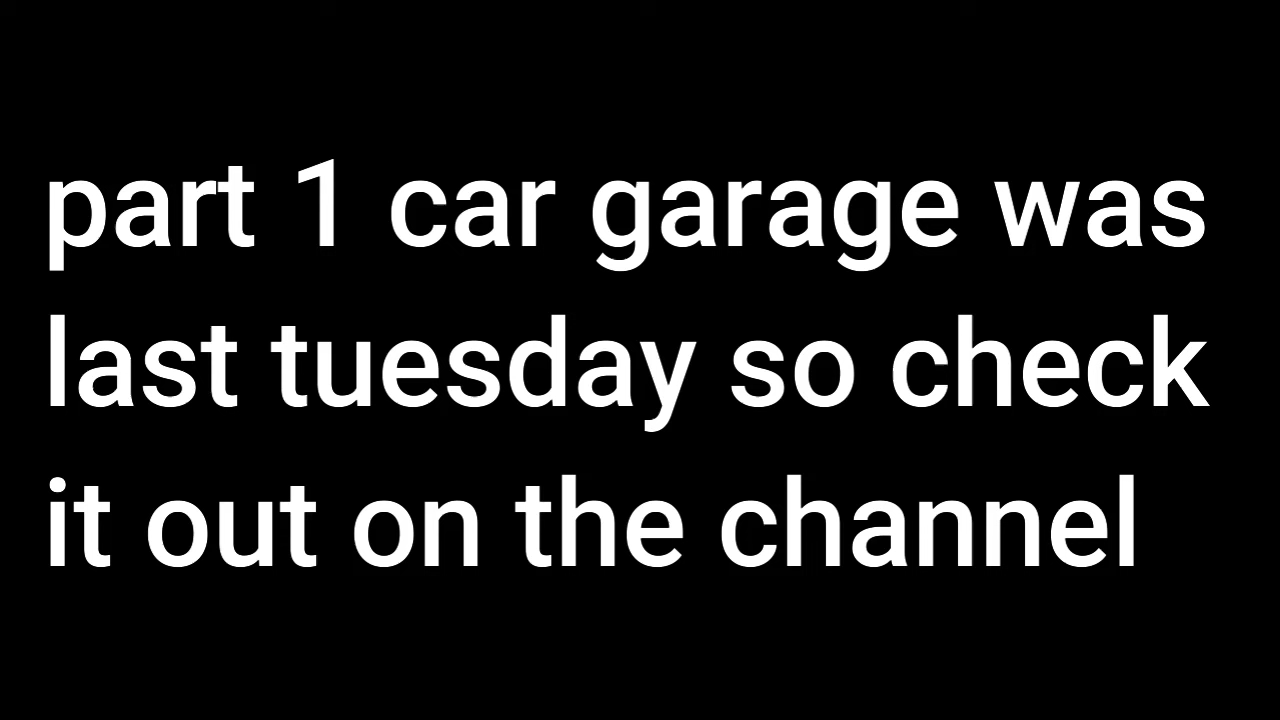 part 1 car garage was
last tuesday so check
it out on the channel